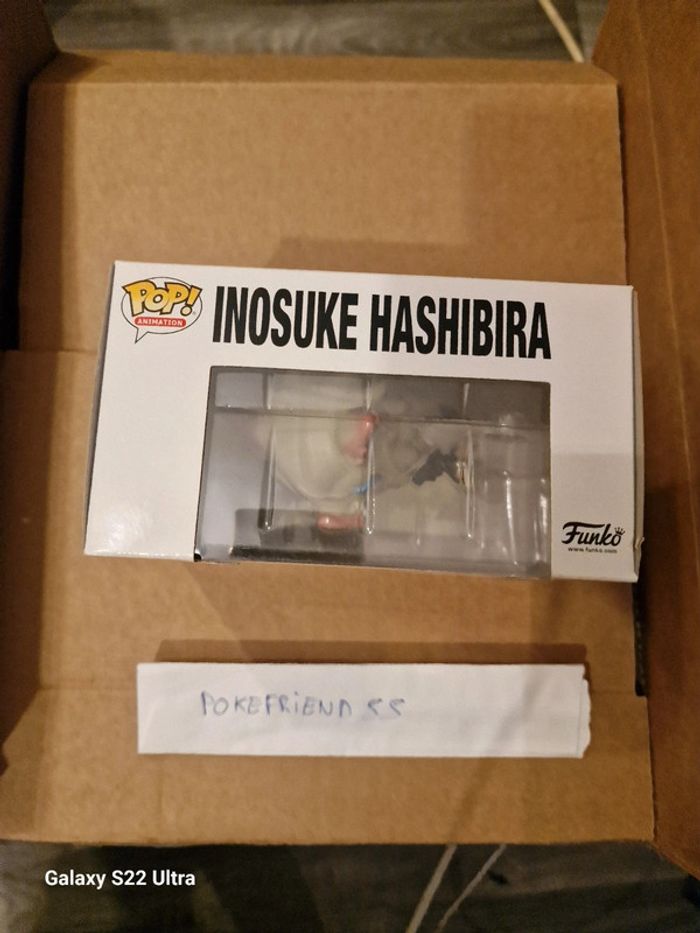 POP!
ANIMATION
INOSUKE HASHIBIRA
Funko
www.funko.com
POKEFRiEND 55
Galaxy S22 Ultra